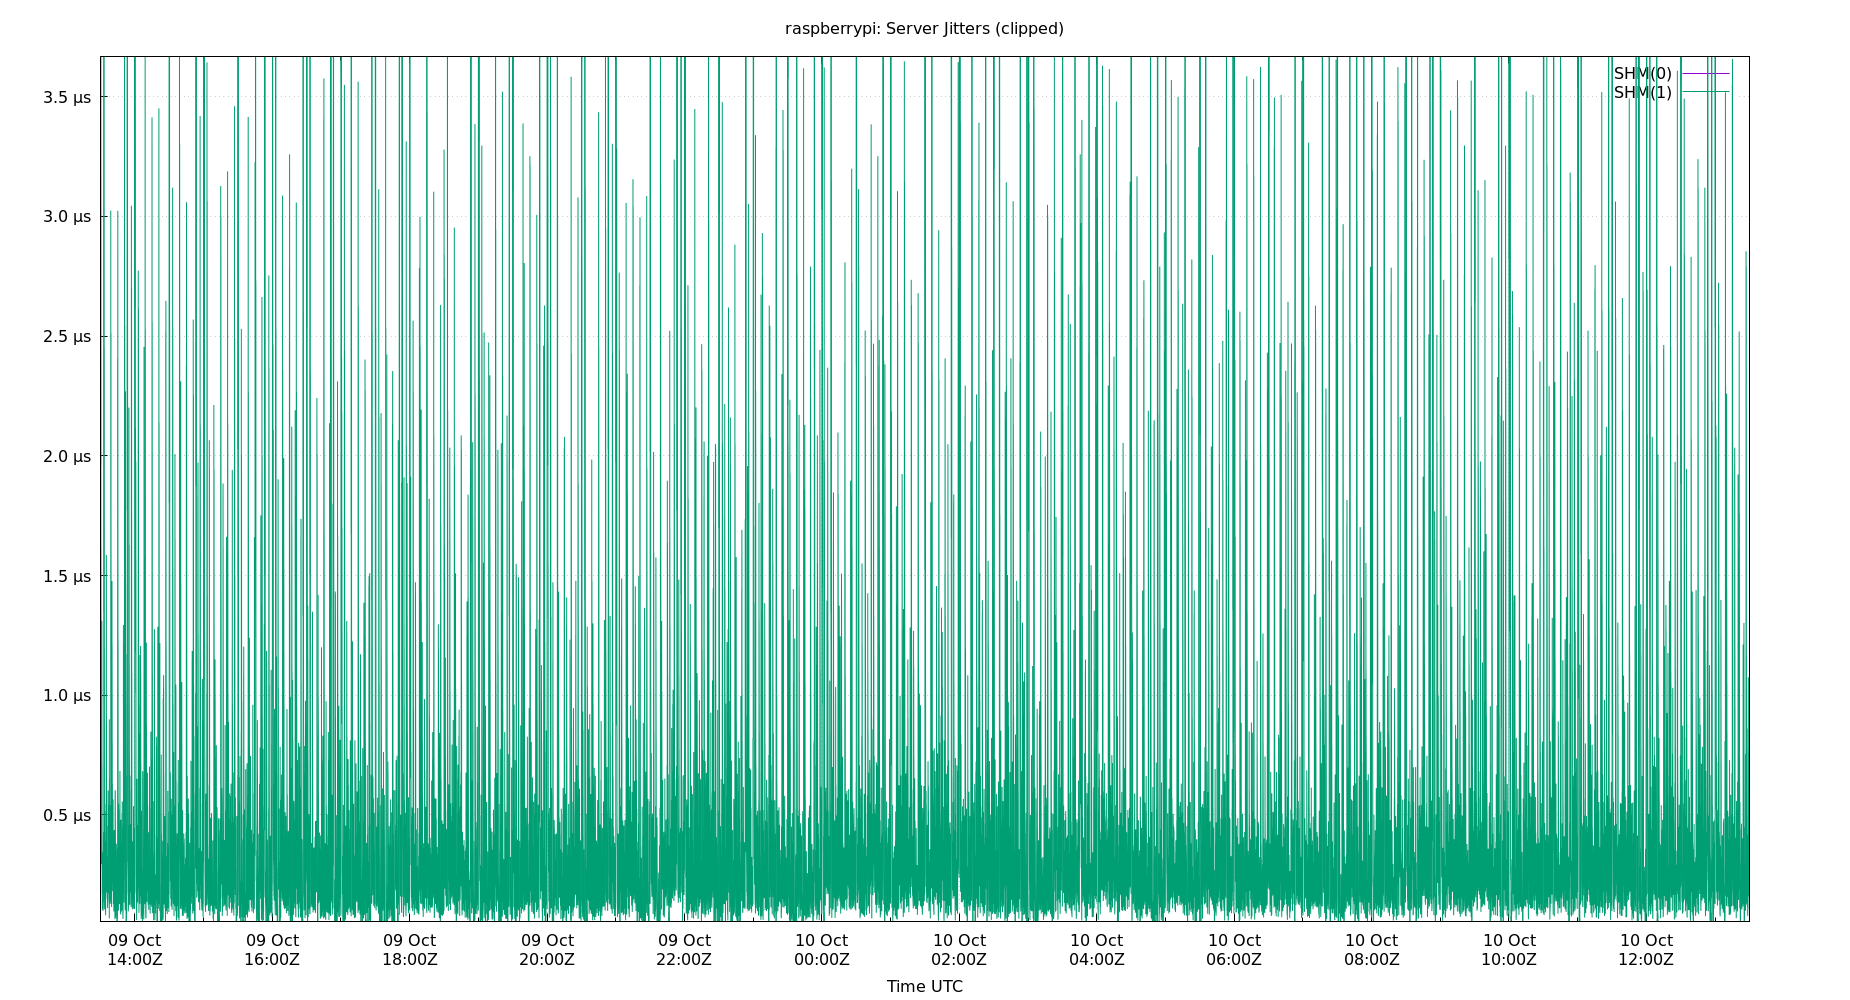 raspberrypi: Server Jitters (clipped)
SHM(0)
SHM(1)
3.5 µs
3.0 µs
2.5 µs
2.0 µs
1.5 µs
1.0 µs
0.5 µs
09 Oct 09 Oct 09 Oct 09 Oct 09 Oct 10 Oct 10 Oct 10 Oct 10 Oct 10 Oct 10 Oct 10 Oct
14:00Z 16:00Z 18:00Z 20:00Z 22:00Z 00:00Z 02:00Z 04:00Z 06:00Z 08:00Z 10:00Z 12:00Z
Time UTC